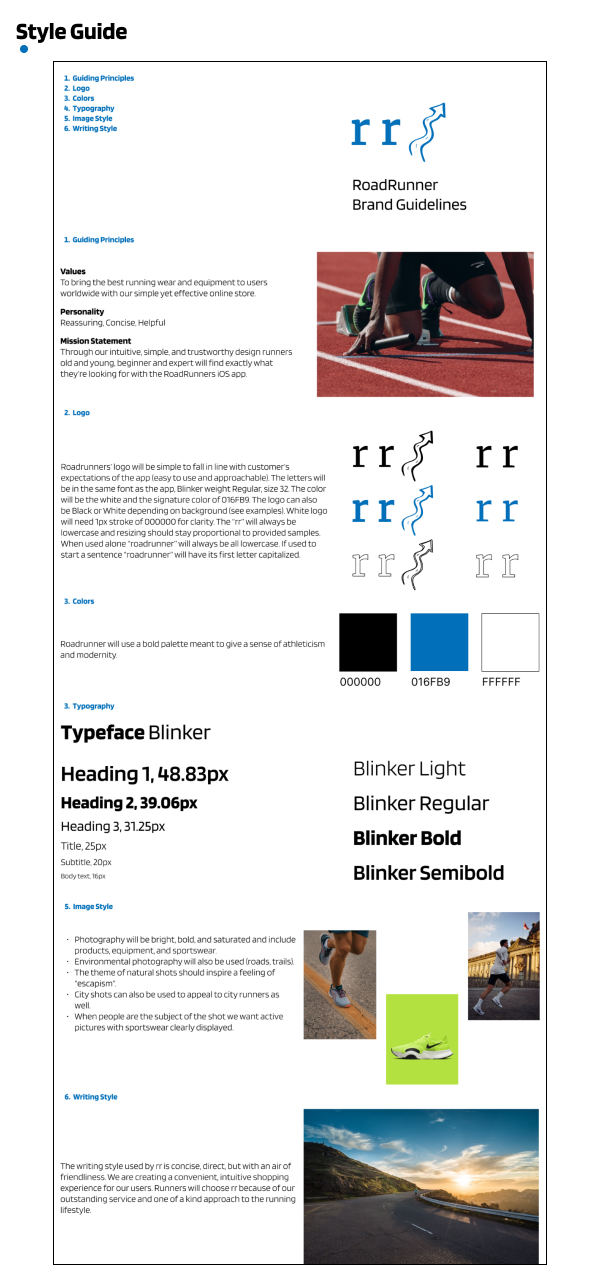 Style Guide
1. Guiding Principles
2. Logo
3. Colors
4. Typography
5. Image Style
6. Writing Style
r r
RoadRunner
Brand Guidelines
1. Guiding Principles
Values
To bring the best running wear and equipment to users
worldwide with our simple yet effective online store.
Personality
Reassuring, Concise, Helpful
Mission Statement
Through our intuitive, simple, and trustworthy design runners
old and young, beginner and expert will find exactly what
they're looking for with the RoadRunners iOS app.
2. Logo
Roadrunners' logo will be simple to fall in line with customer's
expectations of the app (easy to use and approachable). The letters will
be in the same font as the app, Blinker weight Regular, size 32. The color
will be the white and the signature color of 016FB9. The logo can also
be Black or White depending on background (see examples). White logo
will need 1px stroke of 000000 for clarity. The "rr" will always be
lowercase and resizing should stay proportional to provided samples.
When used alone "roadrunner" will always be all lowercase. If used to
start a sentence "roadrunner" will have its first letter capitalized.
r r
r r
r r
r r
r r
r r
3. Colors
Roadrunner will use a bold palette meant to give a sense of athleticism
and modernity.
000000
016FB9
FFFFFF
3. Typography
Typeface Blinker
Heading 1, 48.83px
Heading 2, 39.06px
Heading 3, 31.25px
Title, 25px
Subtitle, 20px
Body text, 16px
Blinker Light
Blinker Regular
Blinker Bold
Blinker Semibold
5. Image Style
· Photography will be bright, bold, and saturated and include
products, equipment, and sportswear.
· Environmental photography will also be used (roads, trails).
· The theme of natural shots should inspire a feeling of
"escapism".
· City shots can also be used to appeal to city runners as
well.
· When people are the subject of the shot we want active
pictures with sportswear clearly displayed.
6. Writing Style
The writing style used by rr is concise, direct, but with an air of
friendliness. We are creating a convenient, intuitive shopping
experience for our users. Runners will choose rr because of our
outstanding service and one of a kind approach to the running
lifestyle.